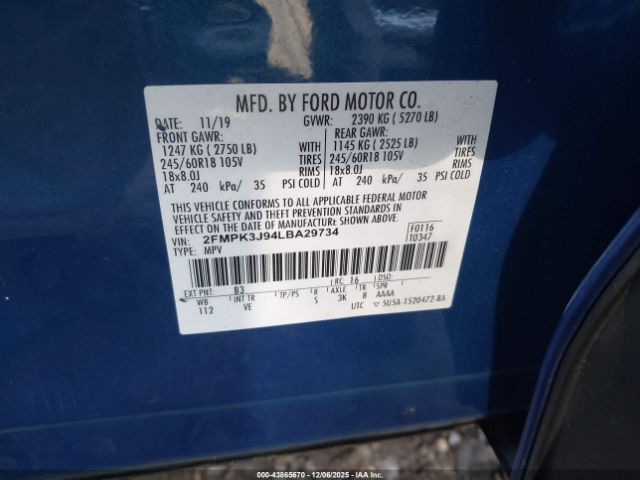 MFD. BY FORD MOTOR CO.
DATE: 11/19 GVWR: 2390 KG ( 5270 LB)
FRONT GAWR: REAR GAWR:
1247 KG ( 2750 LB) WITH 1145 KG ( 2525 LB) WITH
245/60R18 105V TIRES 245/60R18 105V TIRES
18x8.0J RIMS 18x8.0J RIMS
AT 240 kPa/ 35 PSI COLD AT 240 kPa/ 35 PSI COLD
THIS VEHICLE CONFORMS TO ALL APPLICABLE FEDERAL MOTOR
VEHICLE SAFETY AND THEFT PREVENTION STANDARDS IN
EFFECT ON THE DATE OF MANUFACTURE SHOWN ABOVE.
VIN: 2FMPK3J94LBA29734 F0116
TYPE: MPV T0347
EXT PNT: B3 RC: 16 DSO:
WB INT TR TP/PS R AXLE TR SPR
112 VE S 3K 8 AAAA
UTC 5U5A-1520472-BA
000-43865670 - 12/06/2025 - IAAI.COM